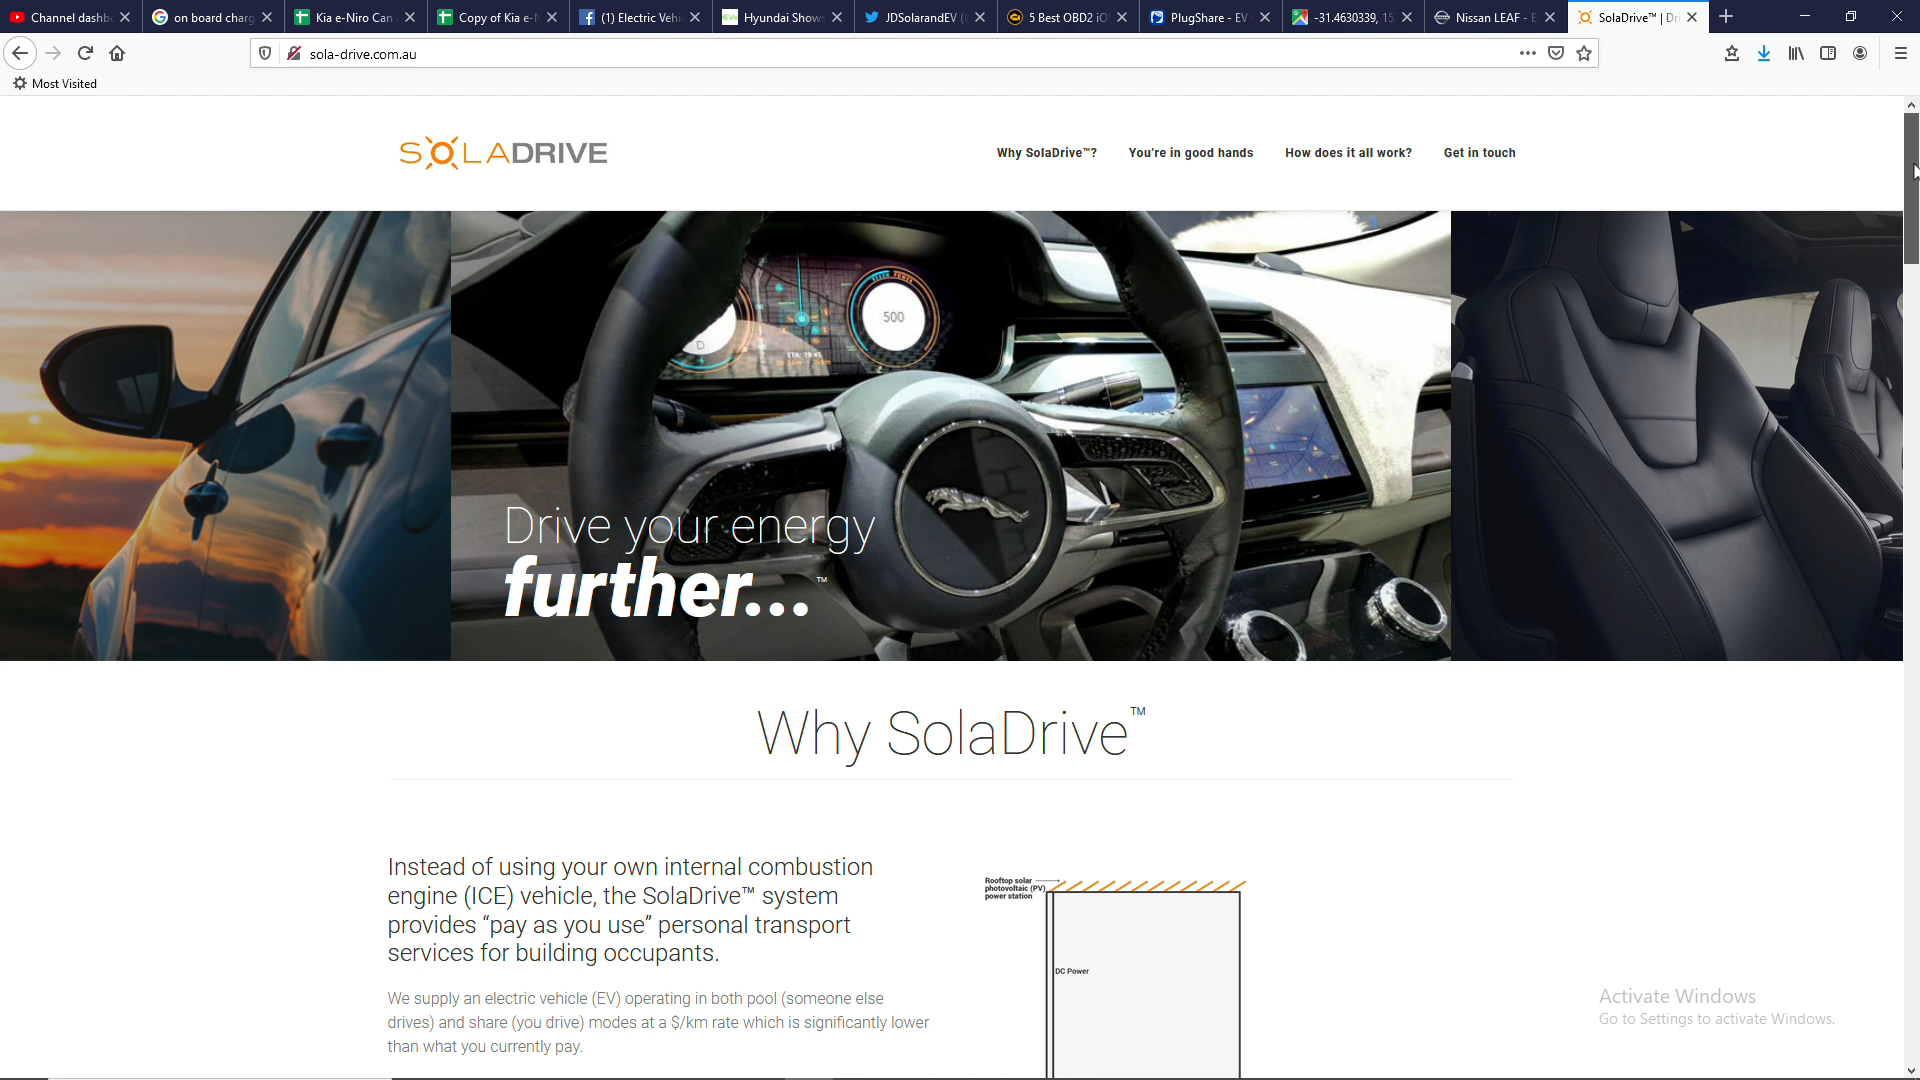 Channel dashb
on board charg
Kia e-Niro Can
Copy of Kia e-N
(1) Electric Vehi
Hyundai Shows
JDSolarandEV (
5 Best OBD2 iO
PlugShare - EV
-31.4630339, 15
Nissan LEAF - E
SolaDrive™ | Dri
sola-drive.com.au
Most Visited
SOLADRIVE
Why SolaDrive™?
You're in good hands
How does it all work?
Get in touch
500
D
ETA: 19:45
Drive your energy
further...™
Why SolaDrive™
Instead of using your own internal combustion
engine (ICE) vehicle, the SolaDrive™ system
provides “pay as you use” personal transport
services for building occupants.
We supply an electric vehicle (EV) operating in both pool (someone else
drives) and share (you drive) modes at a $/km rate which is significantly lower
than what you currently pay.
Rooftop solar
photovoltaic (PV)
power station
DC Power
Activate Windows
Go to Settings to activate Windows.